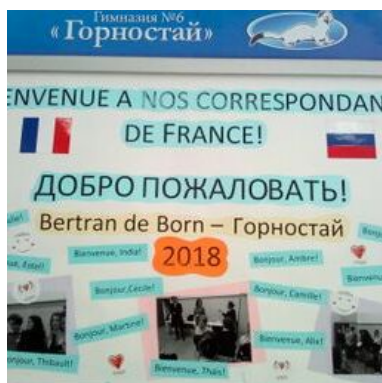 Гимназия №6
«Горностай»
ENVENUE A NOS CORRESPONDAN
DE FRANCE!
ДОБРО ПОЖАЛОВАТЬ!
Bertran de Born – Горностай
2018
Bienvenue, India!
Bonjour, Ambre!
Bonjour, Cécile!
Bonjour, Camille!
Bonjour, Martine!
Bienvenue, Alix!
Bonjour, Thibault!
Bienvenue, Thaïs!